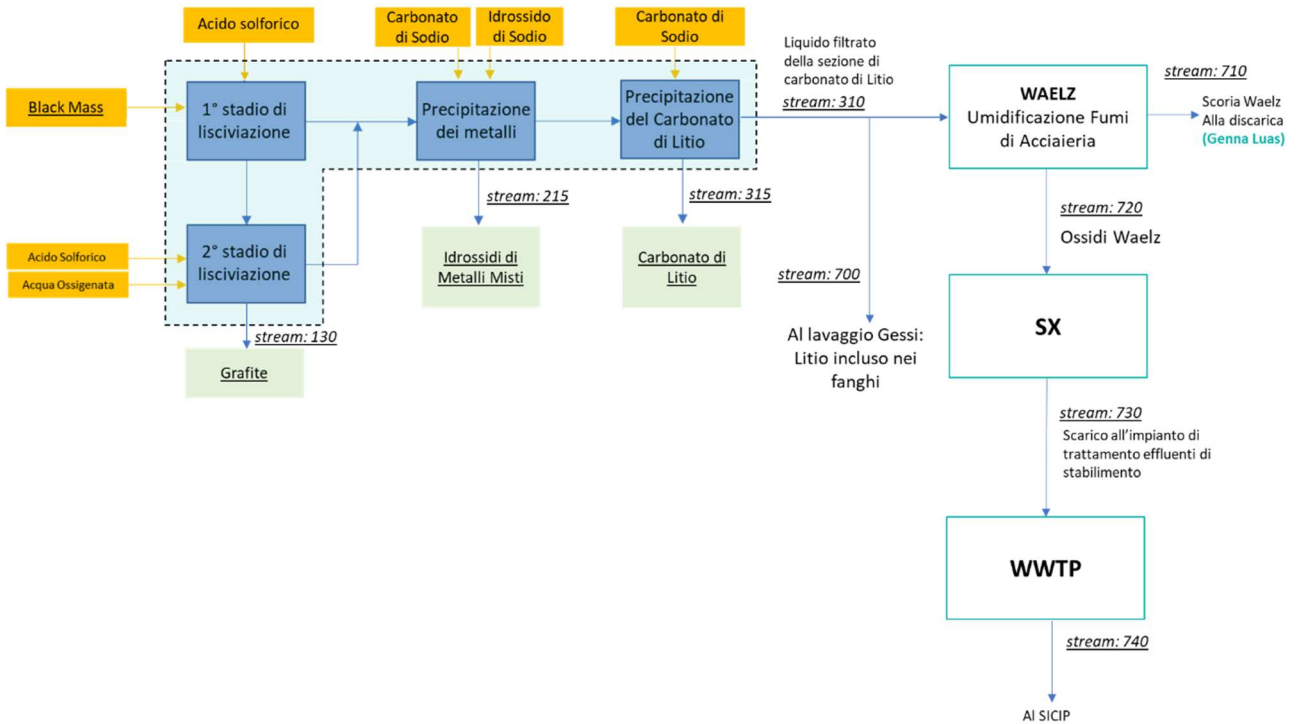 Acido solforico
Carbonato
di Sodio
Idrossido
di Sodio
Carbonato di
Sodio
Liquido filtrato
della sezione di
carbonato di Litio
stream: 310
stream: 710
Black Mass
1° stadio di
lisciviazione
Precipitazione
dei metalli
Precipitazione
del Carbonato
di Litio
WAELZ
Umidificazione Fumi
di Acciaieria
Scoria Waelz
Alla discarica
(Genna Luas)
stream: 215
stream: 315
stream: 720
Ossidi Waelz
Acido Solforico
Acqua Ossigenata
2° stadio di
lisciviazione
Idrossidi di
Metalli Misti
Carbonato di
Litio
stream: 700
stream: 130
Grafite
Al lavaggio Gessi:
Litio incluso nei
fanghi
SX
stream: 730
Scarico all'impianto di
trattamento effluenti di
stabilimento
WWTP
stream: 740
Al SICIP